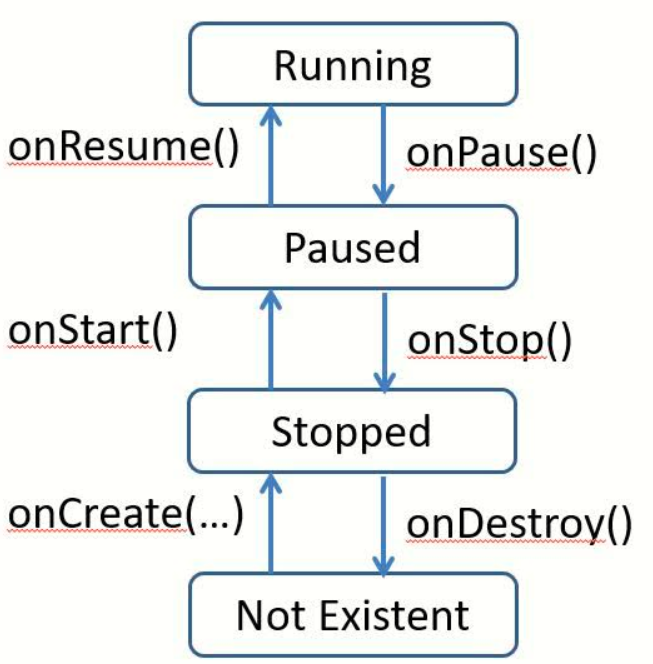 Running
onResume()
onPause()
Paused
onStart()
onStop()
Stopped
onCreate(...)
onDestroy()
Not Existent